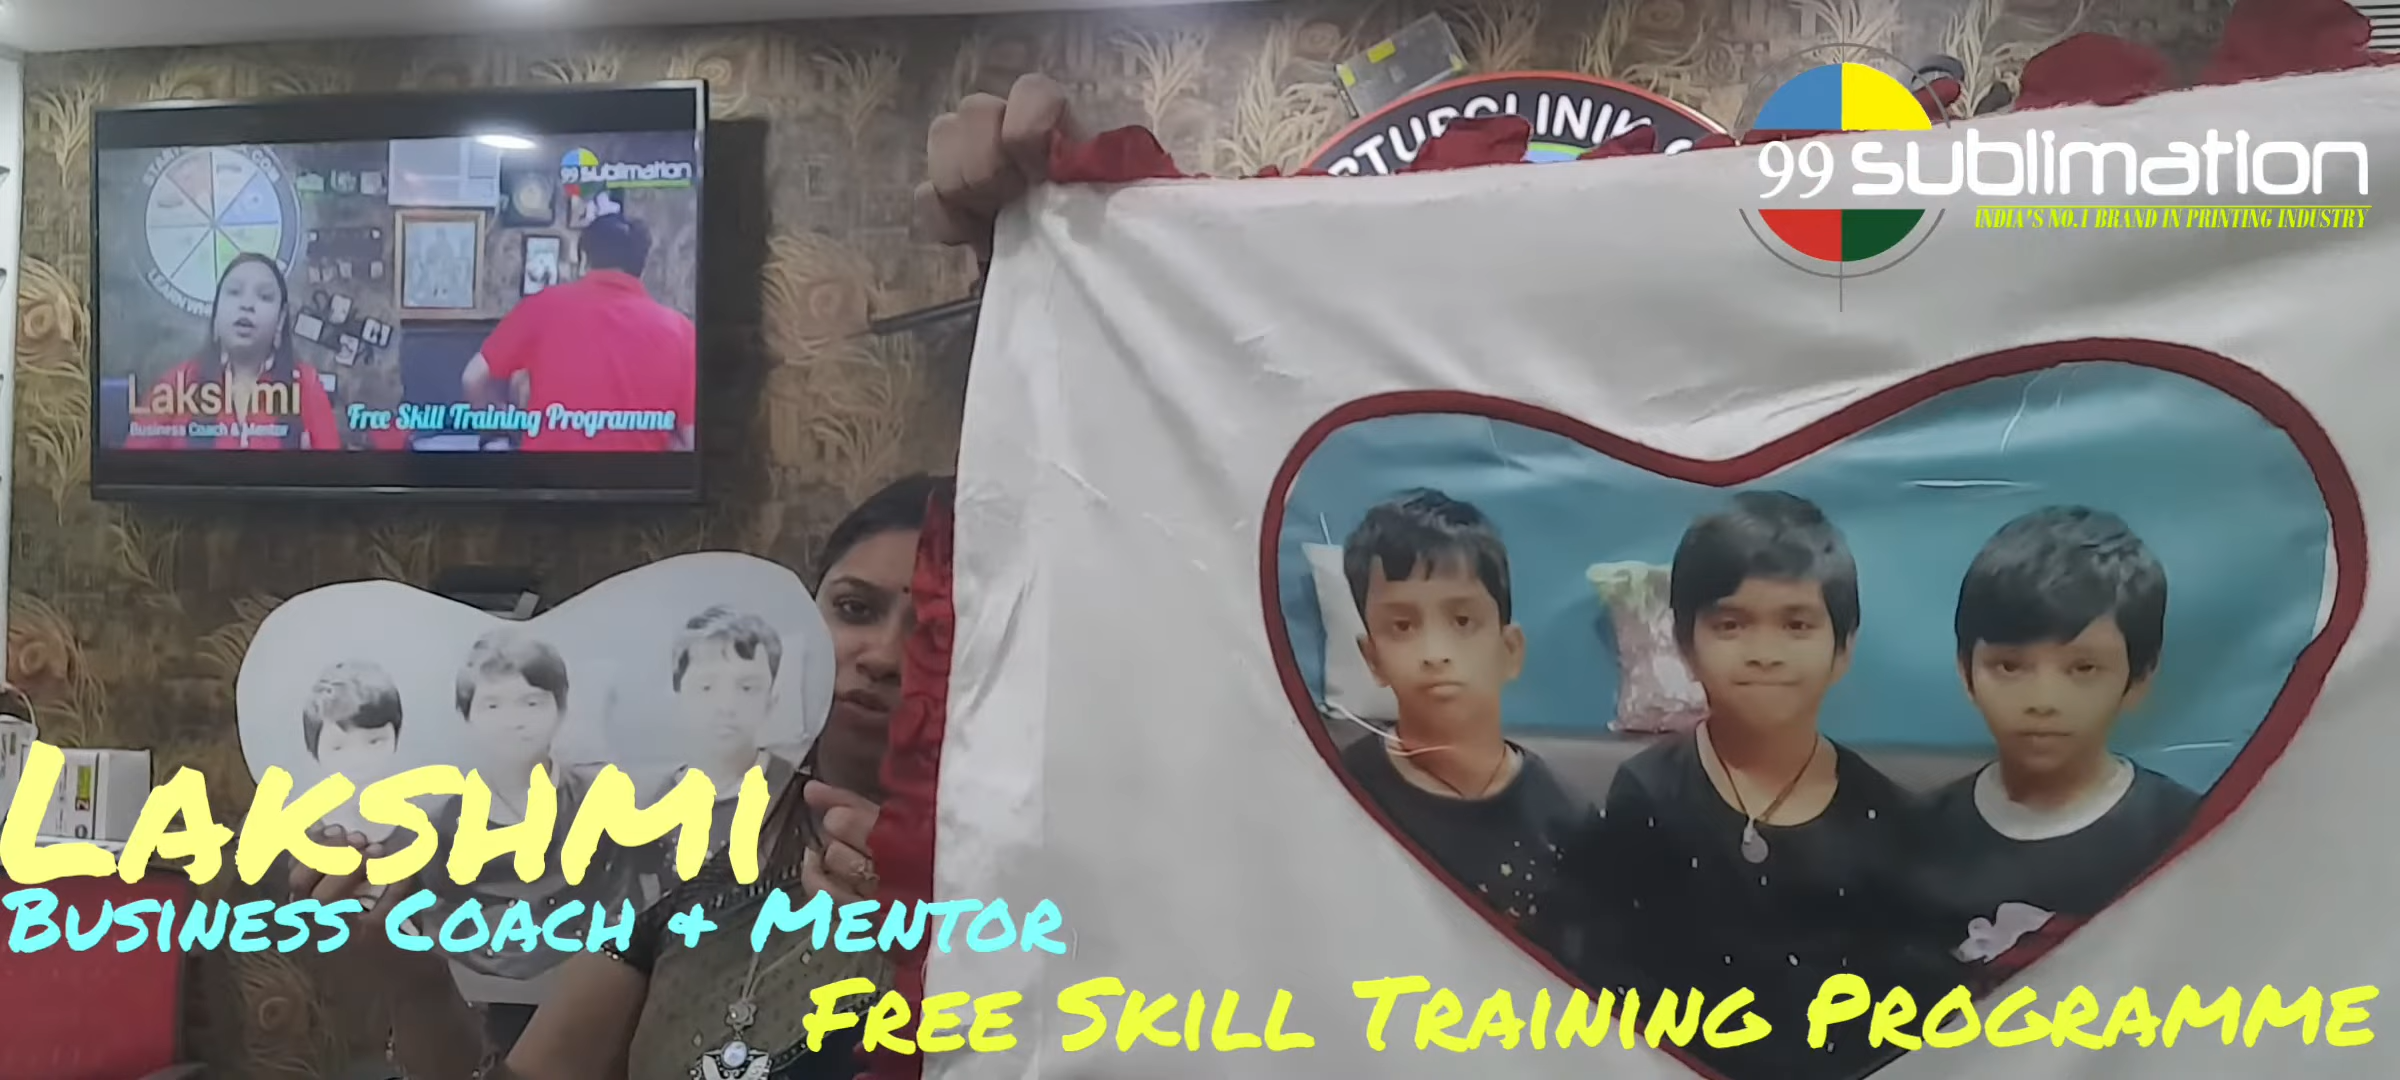 99 sublimation
INDIA'S NO.1 BRAND IN PRINTING INDUSTRY
99 sublimation
Lakshmi
Business Coach & Mentor
Free Skill Training Programme
LAKSHMI
BUSINESS COACH & MENTOR
FREE SKILL TRAINING PROGRAMME